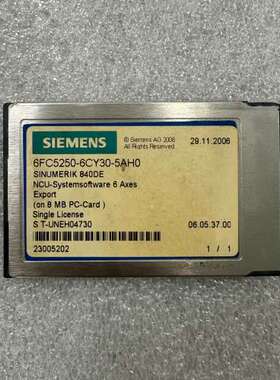 SIEMENS
© Siemens AG 2006
All Rights Reserved
29.11.2006
6FC5250-6CY30-5AH0
SINUMERIK 840DE
NCU-Systemsoftware 6 Axes
Export
(on 8 MB PC-Card )
Single License
S T-UNEH04730
06.05.37.00
23005202
1 / 1